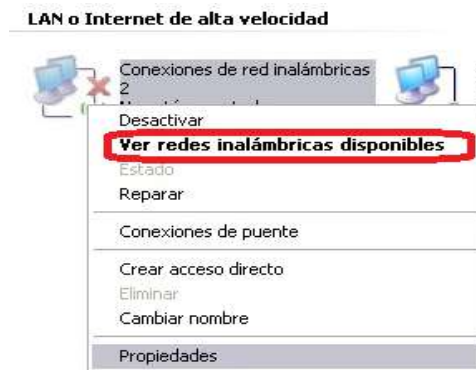 LAN o Internet de alta velocidad
Conexiones de red inalámbricas
2
Desactivar
Ver redes inalámbricas disponibles
Estado
Reparar
Conexiones de puente
Crear acceso directo
Eliminar
Cambiar nombre
Propiedades